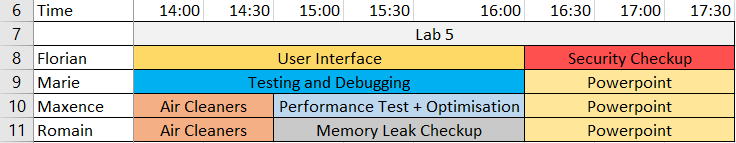 6 Time 14:00 14:30 15:00 15:30 16:00 16:30 17:00 17:30
7 Lab 5
8 Florian User Interface Security Checkup
9 Marie Testing and Debugging Powerpoint
10 Maxence Air Cleaners Performance Test + Optimisation Powerpoint
11 Romain Air Cleaners Memory Leak Checkup Powerpoint